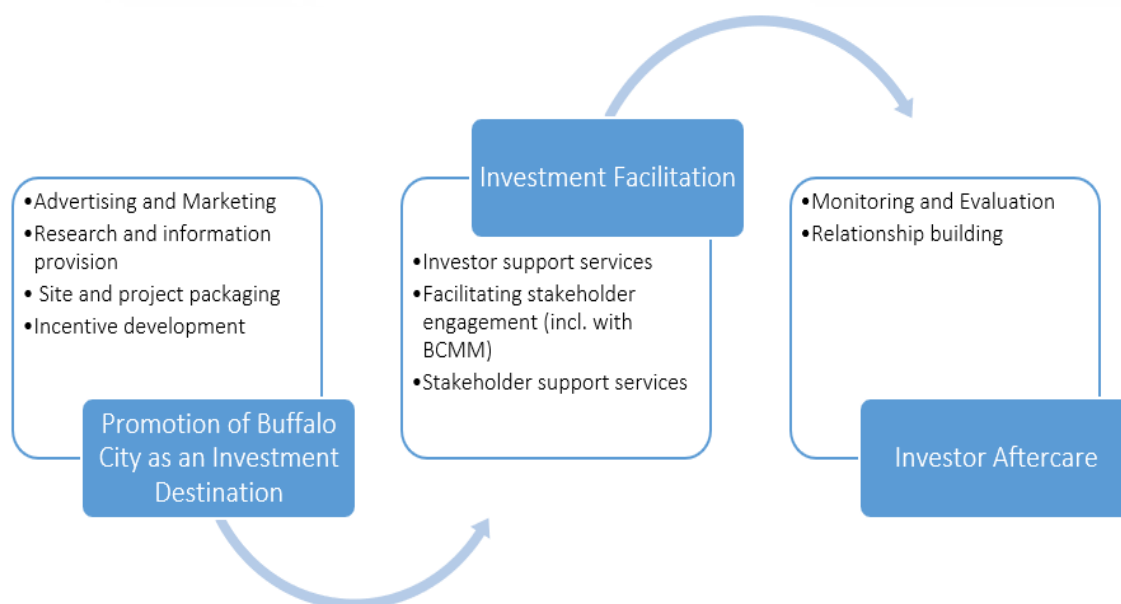 •Advertising and Marketing
•Research and information
provision
• Site and project packaging
•Incentive development
Promotion of Buffalo
City as an Investment
Destination
Investment Facilitation
•Investor support services
•Facilitating stakeholder
engagement (incl. with
BCMM)
•Stakeholder support services
•Monitoring and Evaluation
•Relationship building
Investor Aftercare